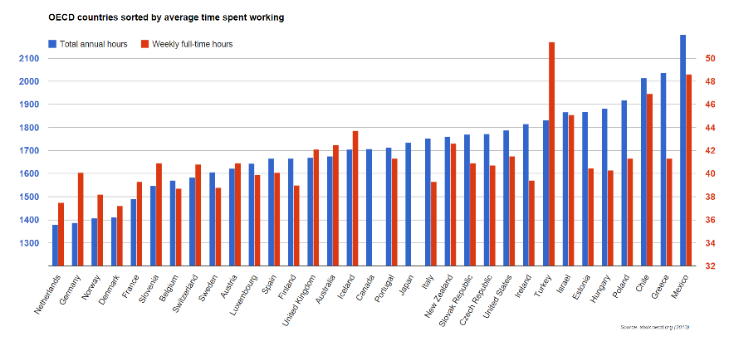 OECD countries sorted by average time spent working
Total annual hours
Weekly full-time hours
2100
2000
1900
1800
1700
1600
1500
1400
1300
50
48
46
44
42
40
38
36
34
32
Netherlands
Germany
Norway
Denmark
France
Slovenia
Belgium
Switzerland
Sweden
Austria
Luxembourg
Spain
Finland
United Kingdom
Australia
Iceland
Canada
Portugal
Japan
Italy
New Zealand
Slovak Republic
Czech Republic
United States
Ireland
Turkey
Israel
Estonia
Hungary
Poland
Chile
Greece
Mexico
Source: